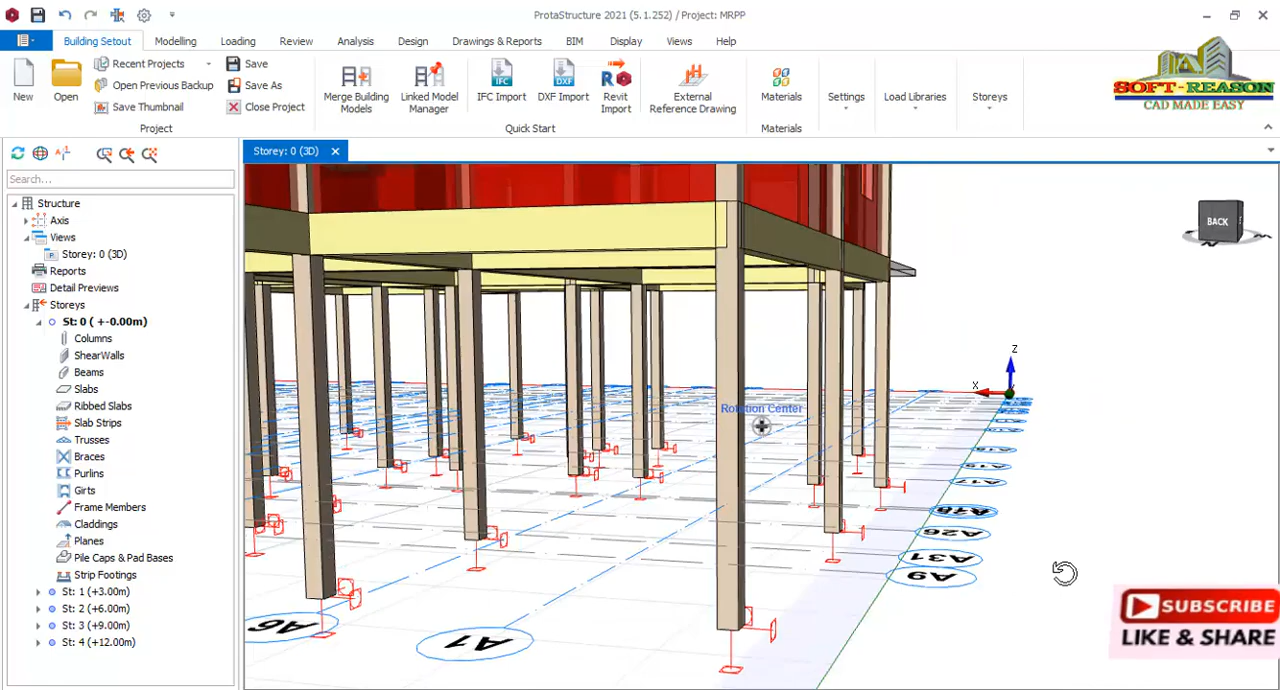 ProtaStructure 2021 (5.1.252) / Project: MRPP
Building Setout Modelling Loading Review Analysis Design Drawings & Reports BIM Display Views Help
New
Open
Recent Projects
Open Previous Backup
Save Thumbnail
Save
Save As
Close Project
Project
Merge Building Models
Linked Model Manager
IFC Import
DXF Import
Revit Import
External Reference Drawing
Quick Start
Materials
Materials
Settings
Load Libraries
Storeys
SOFT-REASON
CAD MADE EASY
Search...
Structure
Axis
Views
Storey: 0 (3D)
Reports
Detail Previews
Storeys
St: 0 ( +-0.00m)
Columns
ShearWalls
Beams
Slabs
Ribbed Slabs
Slab Strips
Trusses
Braces
Purlins
Girts
Frame Members
Claddings
Planes
Pile Caps & Pad Bases
Strip Footings
St: 1 (+3.00m)
St: 2 (+6.00m)
St: 3 (+9.00m)
St: 4 (+12.00m)
Storey: 0 (3D)
BACK
Z
X
Rotation Center
A17
A26
A31
A9
A6
A1
SUBSCRIBE
LIKE & SHARE